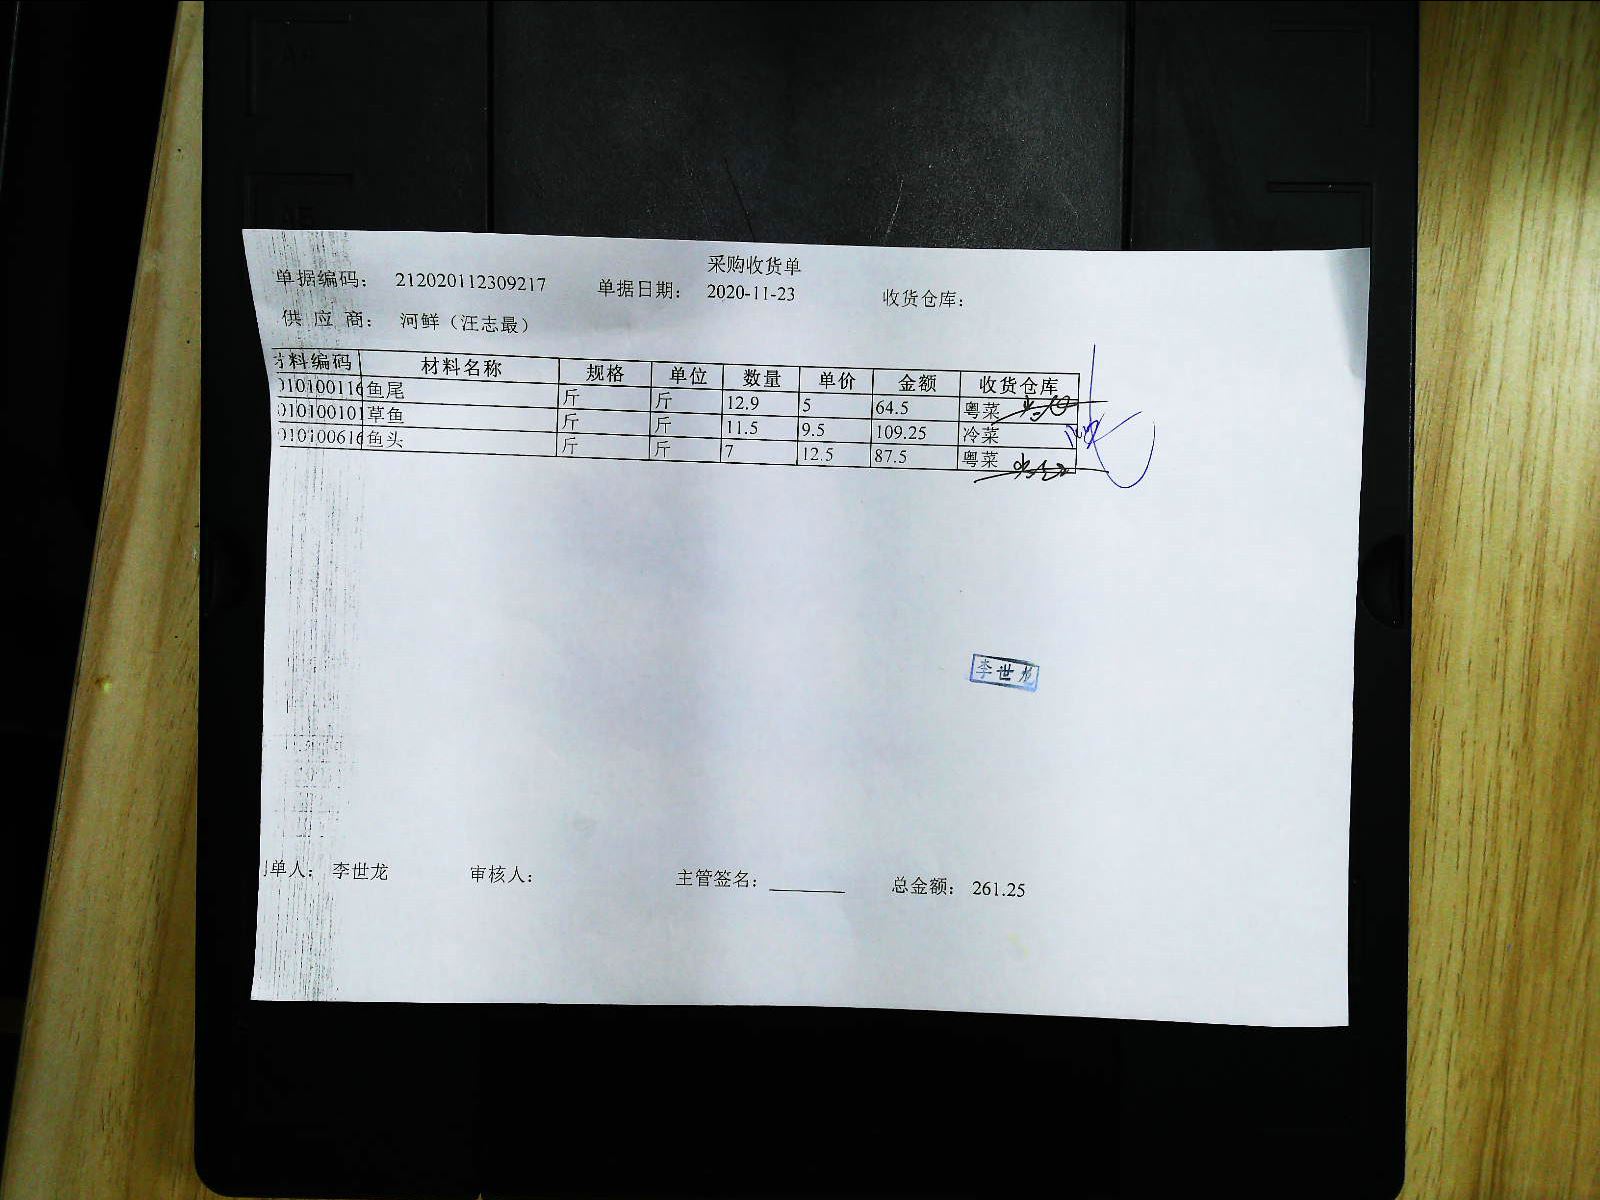 采购收货单
单据编码： 212020112309217 单据日期： 2020-11-23 收货仓库：
供应商： 河鲜（汪志最）
材料编码 材料名称 规格 单位 数量 单价 金额 收货仓库
010100116 鱼尾 斤 斤 12.9 5 64.5 粤菜
010100101 草鱼 斤 斤 11.5 9.5 109.25 冷菜
010100616 鱼头 斤 斤 7 12.5 87.5 粤菜
李世龙
单人： 李世龙 审核人： 主管签名： 总金额： 261.25